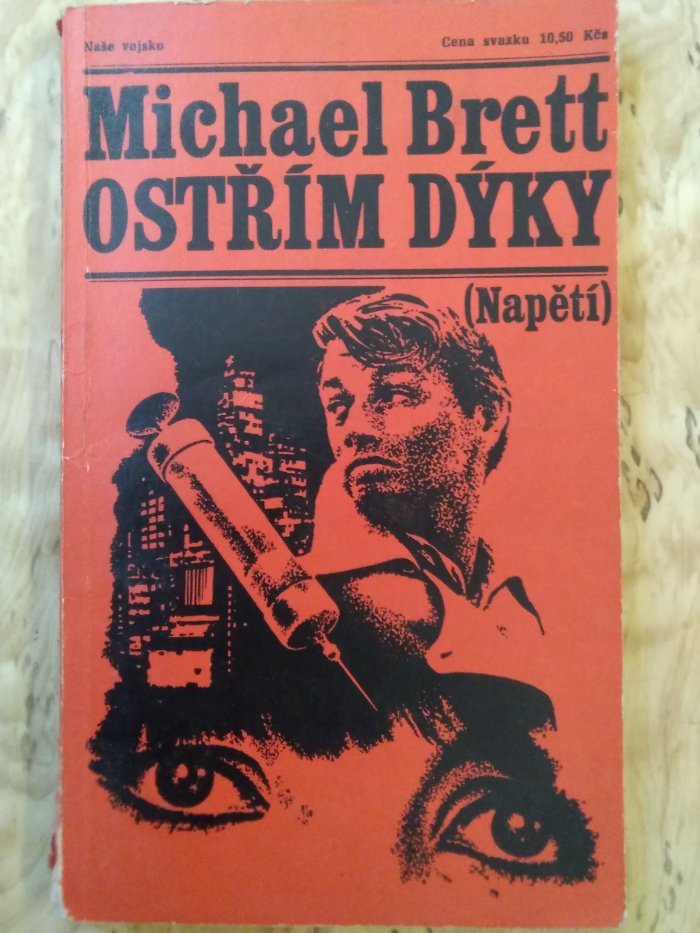 Naše vojsko
Cena svazku 10,50 Kčs
Michael Brett
OSTŘÍM DÝKY
(Napětí)